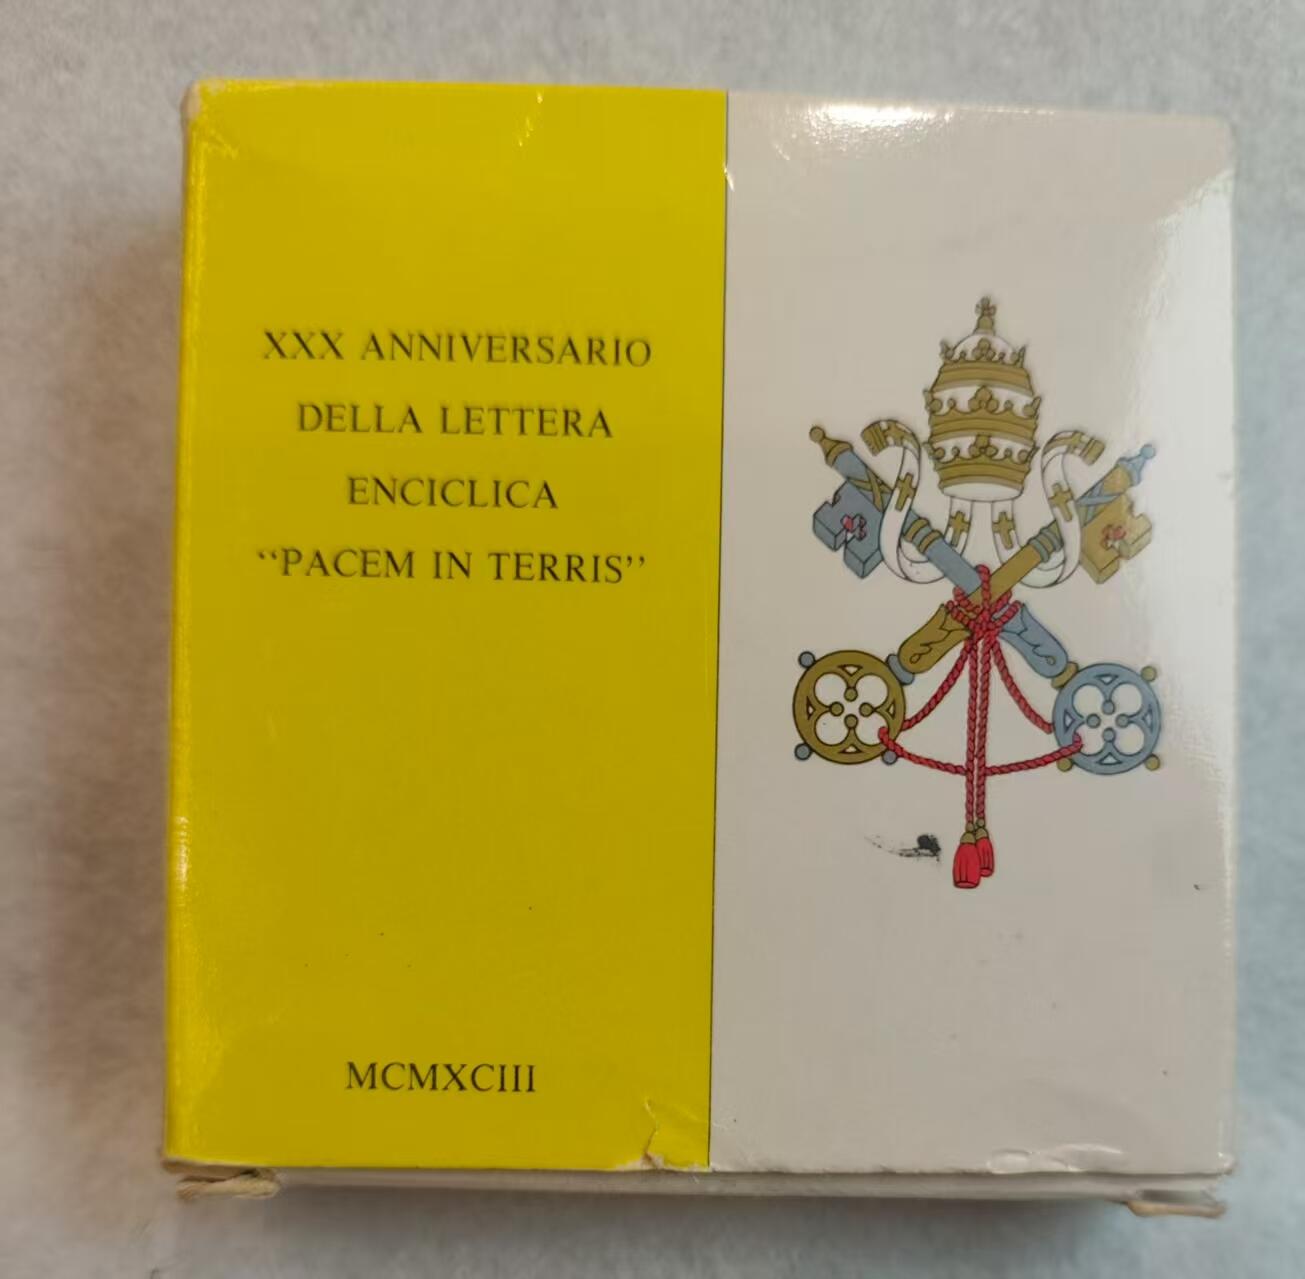 XXX ANNIVERSARIO
DELLA LETTERA
ENCICLICA
“PACEM IN TERRIS”
MCMXCIII